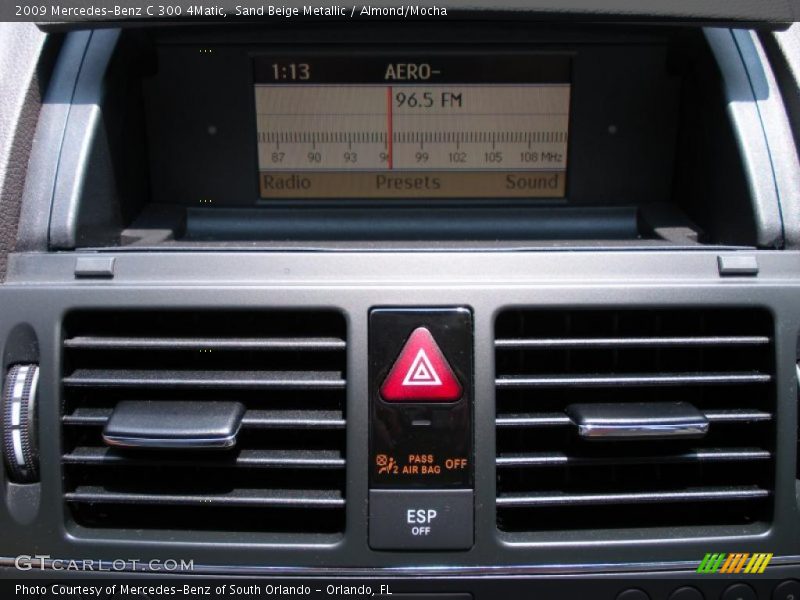 2009 Mercedes-Benz C 300 4Matic,  Sand Beige Metallic / Almond/Mocha
1:13 AERO-
96.5 FM
87 90 93 99 102 105 108 MHz
Radio Presets Sound
PASS
2 AIR BAG OFF
ESP
OFF
GTCARLOT.COM
Photo Courtesy of Mercedes-Benz of South Orlando - Orlando, FL